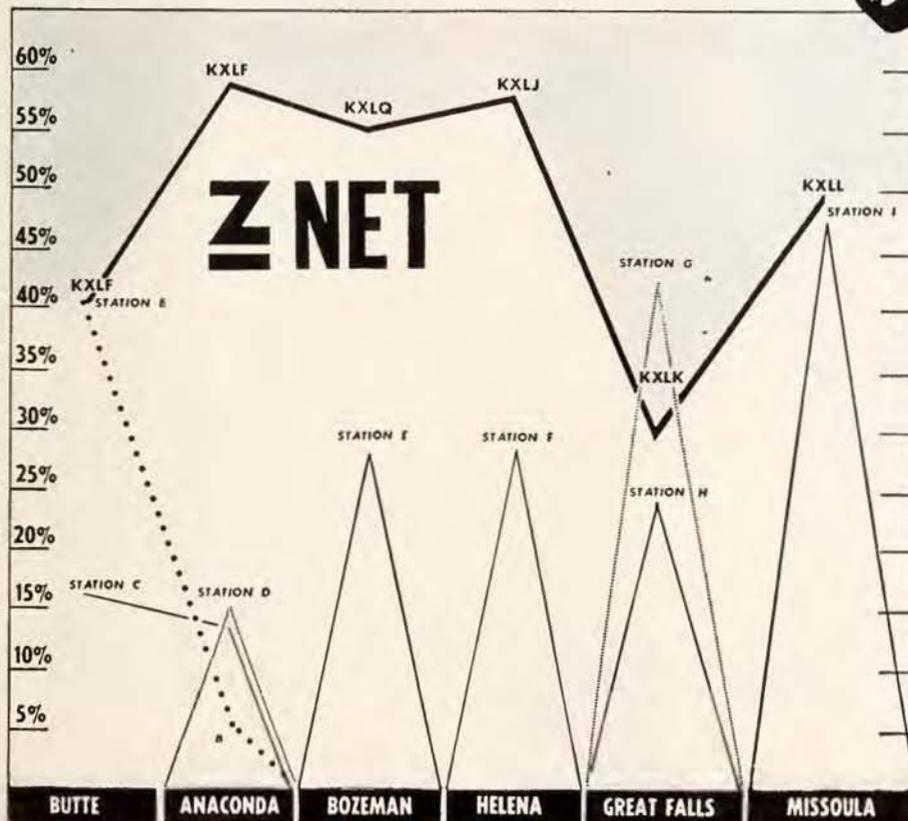 60%
KXLF
KXLJ
KXLQ
55%
50%
KXLL
Z NET
STATION I
45%
STATION G
KXLF
40%
STATION B
KXLK
35%
30%
STATION E
STATION F
25%
STATION H
20%
STATION C
15%
STATION D
10%
5%
B
BUTTE
ANACONDA
BOZEMAN
HELENA
GREAT FALLS
MISSOULA